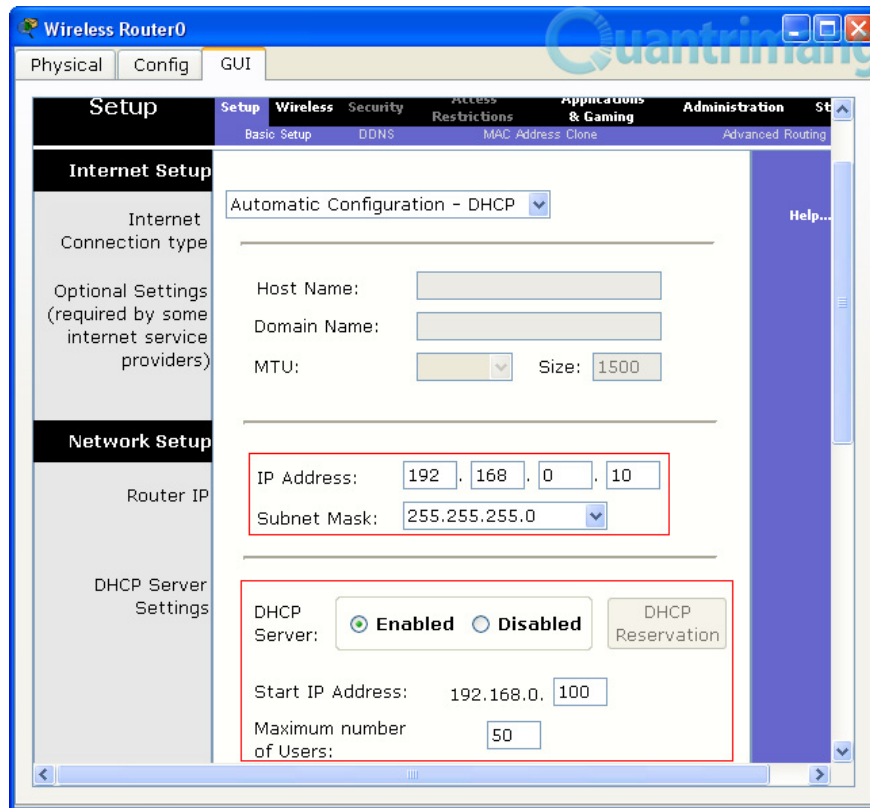 Wireless Router0
Quantrimang
Physical Config GUI
Setup
Setup Wireless Security Access Restrictions Applications & Gaming Administration St
Basic Setup DDNS MAC Address Clone Advanced Routing
Internet Setup
Automatic Configuration - DHCP
Internet
Connection type
Help...
Optional Settings
(required by some
internet service
providers)
Host Name:
Domain Name:
MTU: Size: 1500
Network Setup
Router IP
IP Address: 192 . 168 . 0 . 10
Subnet Mask: 255.255.255.0
DHCP Server
Settings
DHCP
Server:
Enabled Disabled
DHCP
Reservation
Start IP Address: 192.168.0. 100
Maximum number
of Users:
50